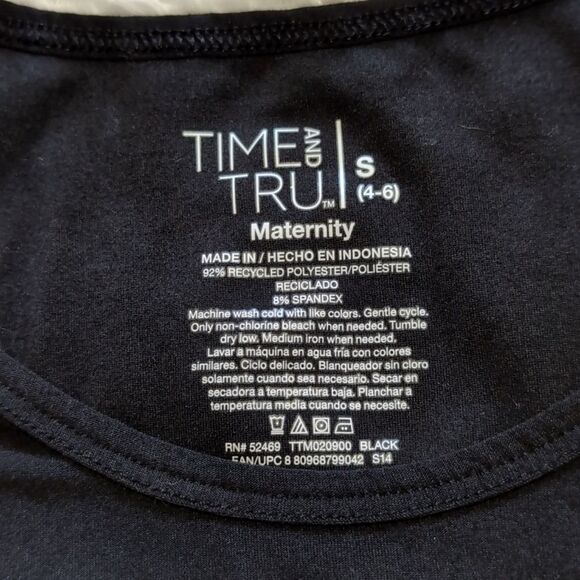 TIME AND
TRU™
S
(4-6)
Maternity
MADE IN / HECHO EN INDONESIA
92% RECYCLED POLYESTER/POLIÉSTER
RECICLADO
8% SPANDEX
Machine wash cold with like colors. Gentle cycle.
Only non-chlorine bleach when needed. Tumble
dry low. Medium iron when needed.
Lavar a máquina en agua fría con colores
similares. Ciclo delicado. Blanqueador sin cloro
solamente cuando sea necesario. Secar en
secadora a temperatura baja. Planchar a
temperatura media cuando se necesite.
RN# 52469 TTM020900 BLACK
EAN/UPC 8 80968799042 S14